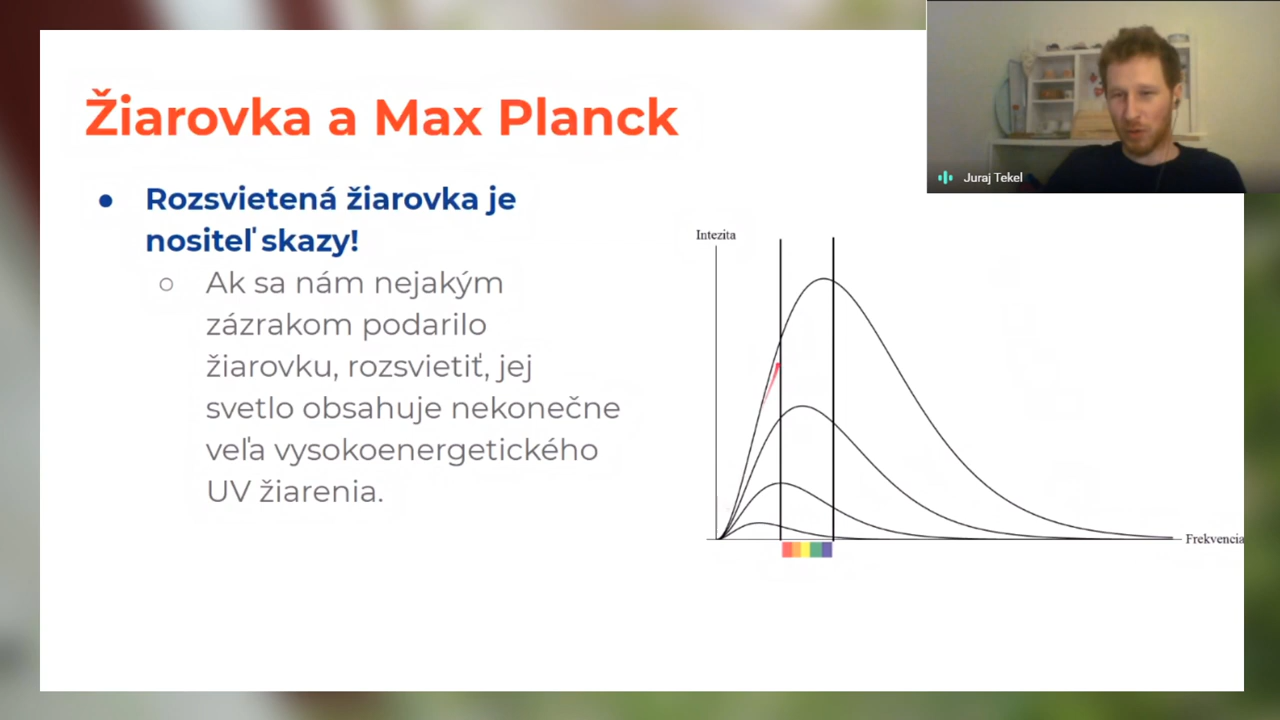 Žiarovka a Max Planck
Rozsvietená žiarovka je
nositeľ skazy!
Ak sa nám nejakým
zázrakom podarilo
žiarovku, rozsvietiť, jej
svetlo obsahuje nekonečne
veľa vysokoenergetického
UV žiarenia.
Juraj Tekel
Intezita
Frekvencia